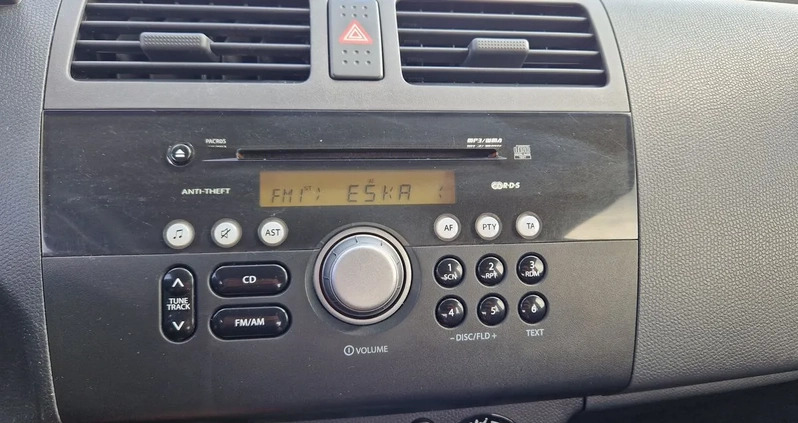 PACR05
MP3/WMA
ANTI-THEFT
FM1 ESKA
R·D·S
AST
AF PTY TA
TUNE
TRACK
CD
FM/AM
VOLUME
1
SCN
2
RPT
3
RDM
4 5 6
– DISC/FLD +
TEXT